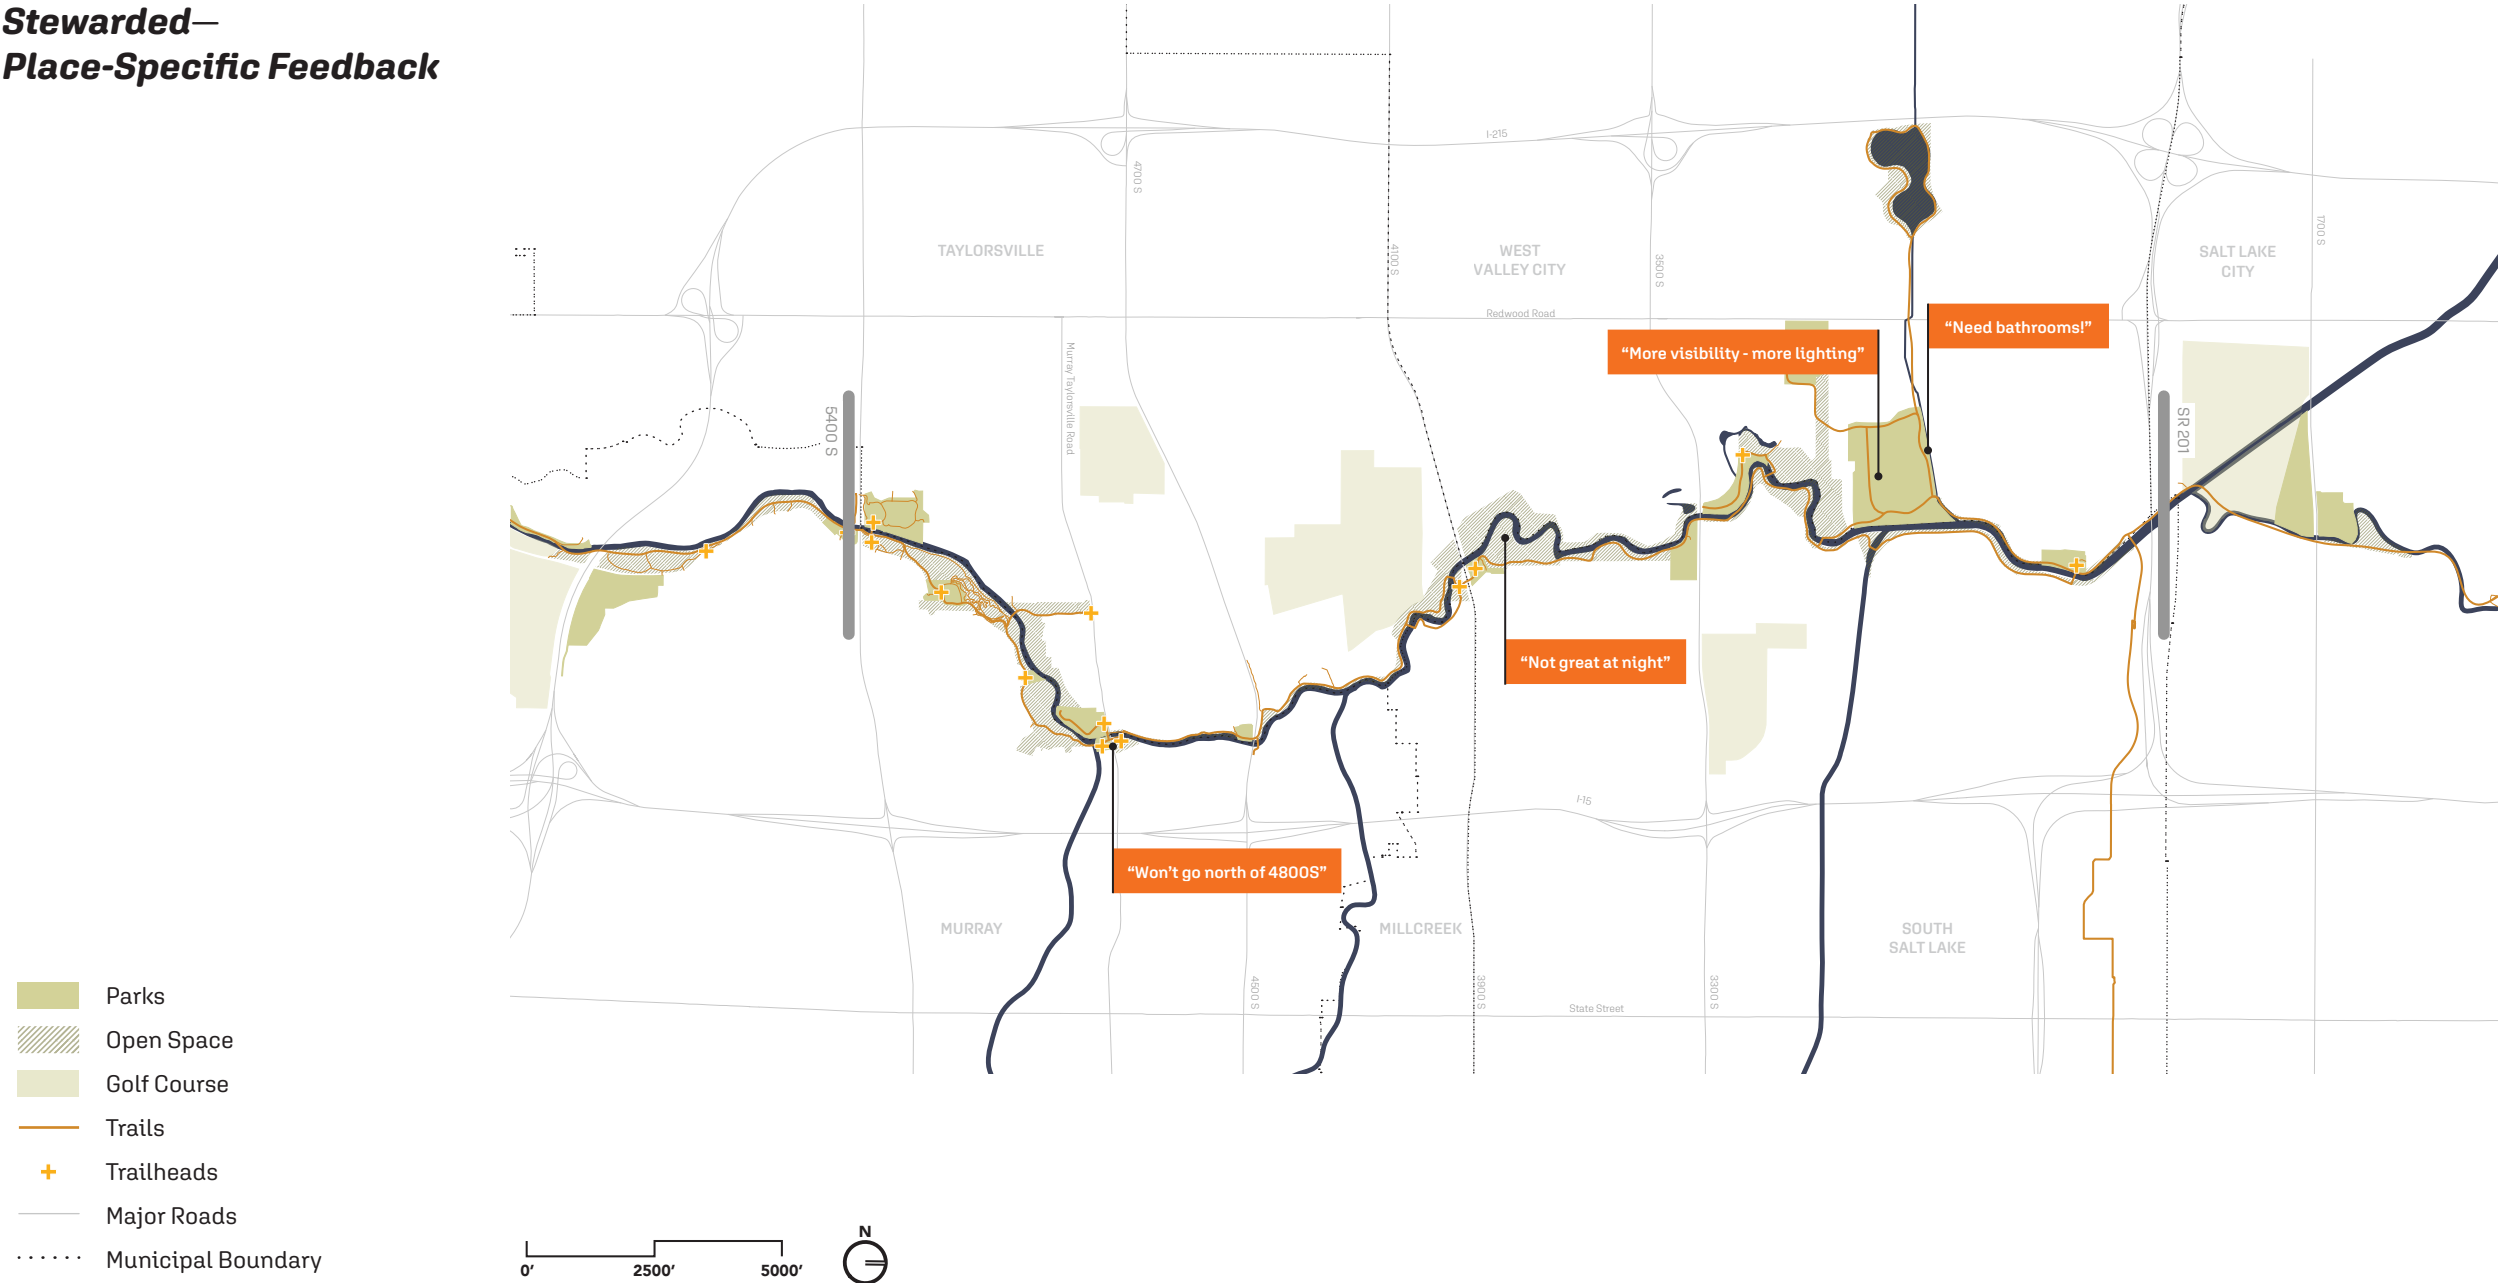 Stewarded—
Place-Specific Feedback
I-215
4700 S
TAYLORSVILLE
WEST
VALLEY CITY
4100 S
3500 S
SALT LAKE
CITY
1700 S
Redwood Road
“Need bathrooms!”
“More visibility - more lighting”
Murray Taylorsville Road
5400 S
SR 201
“Not great at night”
I-15
“Won’t go north of 4800S”
MURRAY
MILLCREEK
SOUTH
SALT LAKE
4500 S
3900 S
3300 S
State Street
Parks
Open Space
Golf Course
Trails
Trailheads
Major Roads
Municipal Boundary
0’ 2500’ 5000’
N